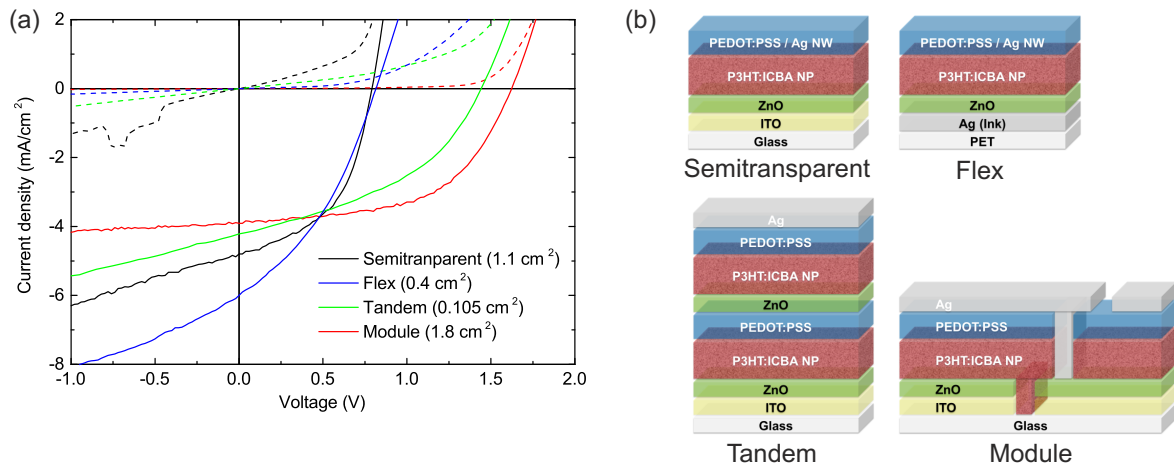 (a)
2
0
-2
-4
-6
-8
Current density (mA/cm²)
-1.0
-0.5
0.0
0.5
1.0
1.5
2.0
Voltage (V)
Semitranparent (1.1 cm²)
Flex (0.4 cm²)
Tandem (0.105 cm²)
Module (1.8 cm²)
(b)
PEDOT:PSS / Ag NW
P3HT:ICBA NP
ZnO
ITO
Glass
Semitransparent
PEDOT:PSS / Ag NW
P3HT:ICBA NP
ZnO
Ag (Ink)
PET
Flex
Ag
PEDOT:PSS
P3HT:ICBA NP
ZnO
PEDOT:PSS
P3HT:ICBA NP
ZnO
ITO
Glass
Tandem
Ag
PEDOT:PSS
P3HT:ICBA NP
ZnO
ITO
Glass
Module